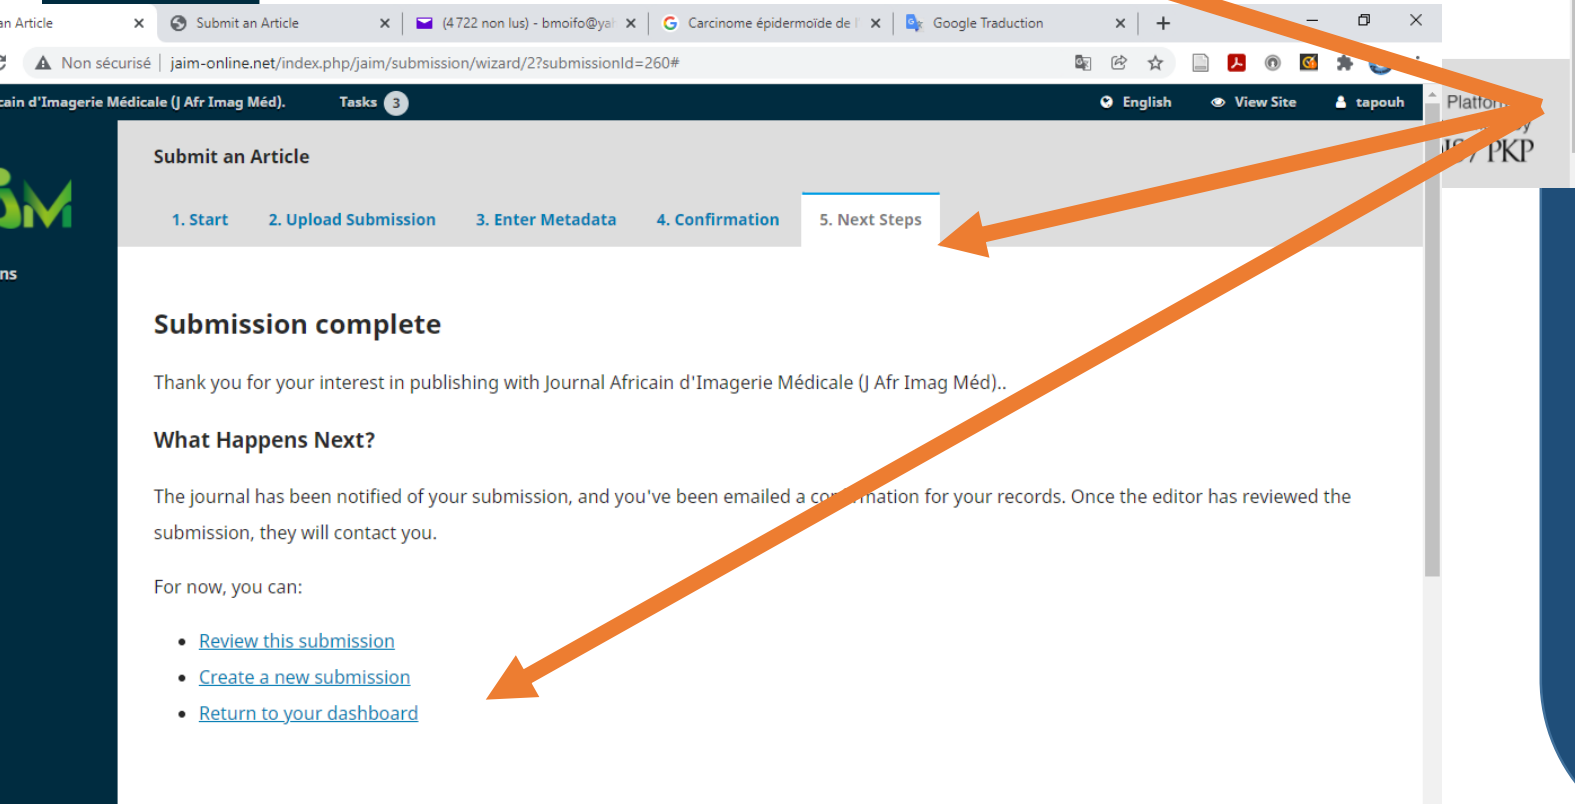 an Article
Submit an Article
(4 722 non lus) - bmoifo@yah
Carcinome épidermoïde de l'
Google Traduction
Non sécurisé
jaim-online.net/index.php/jaim/submission/wizard/2?submissionId=260#
cain d'Imagerie Médicale (J Afr Imag Méd).
Tasks 3
English
View Site
tapouh
PKP
Submit an Article
1. Start
2. Upload Submission
3. Enter Metadata
4. Confirmation
5. Next Steps
ns
Submission complete
Thank you for your interest in publishing with Journal Africain d'Imagerie Médicale (J Afr Imag Méd)..
What Happens Next?
The journal has been notified of your submission, and you've been emailed a confirmation for your records. Once the editor has reviewed the
submission, they will contact you.
For now, you can:
Review this submission
Create a new submission
Return to your dashboard